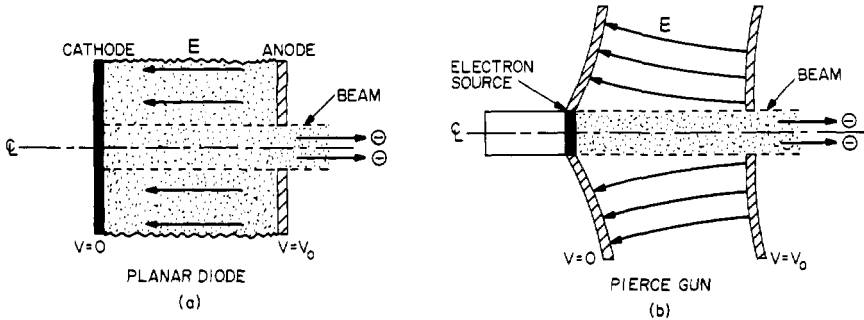 CATHODE
E
ANODE
BEAM
℄
⊖
⊖
V=0
V=V₀
PLANAR DIODE
(a)
E
ELECTRON
SOURCE
BEAM
℄
⊖
⊖
V=0
V=V₀
PIERCE GUN
(b)